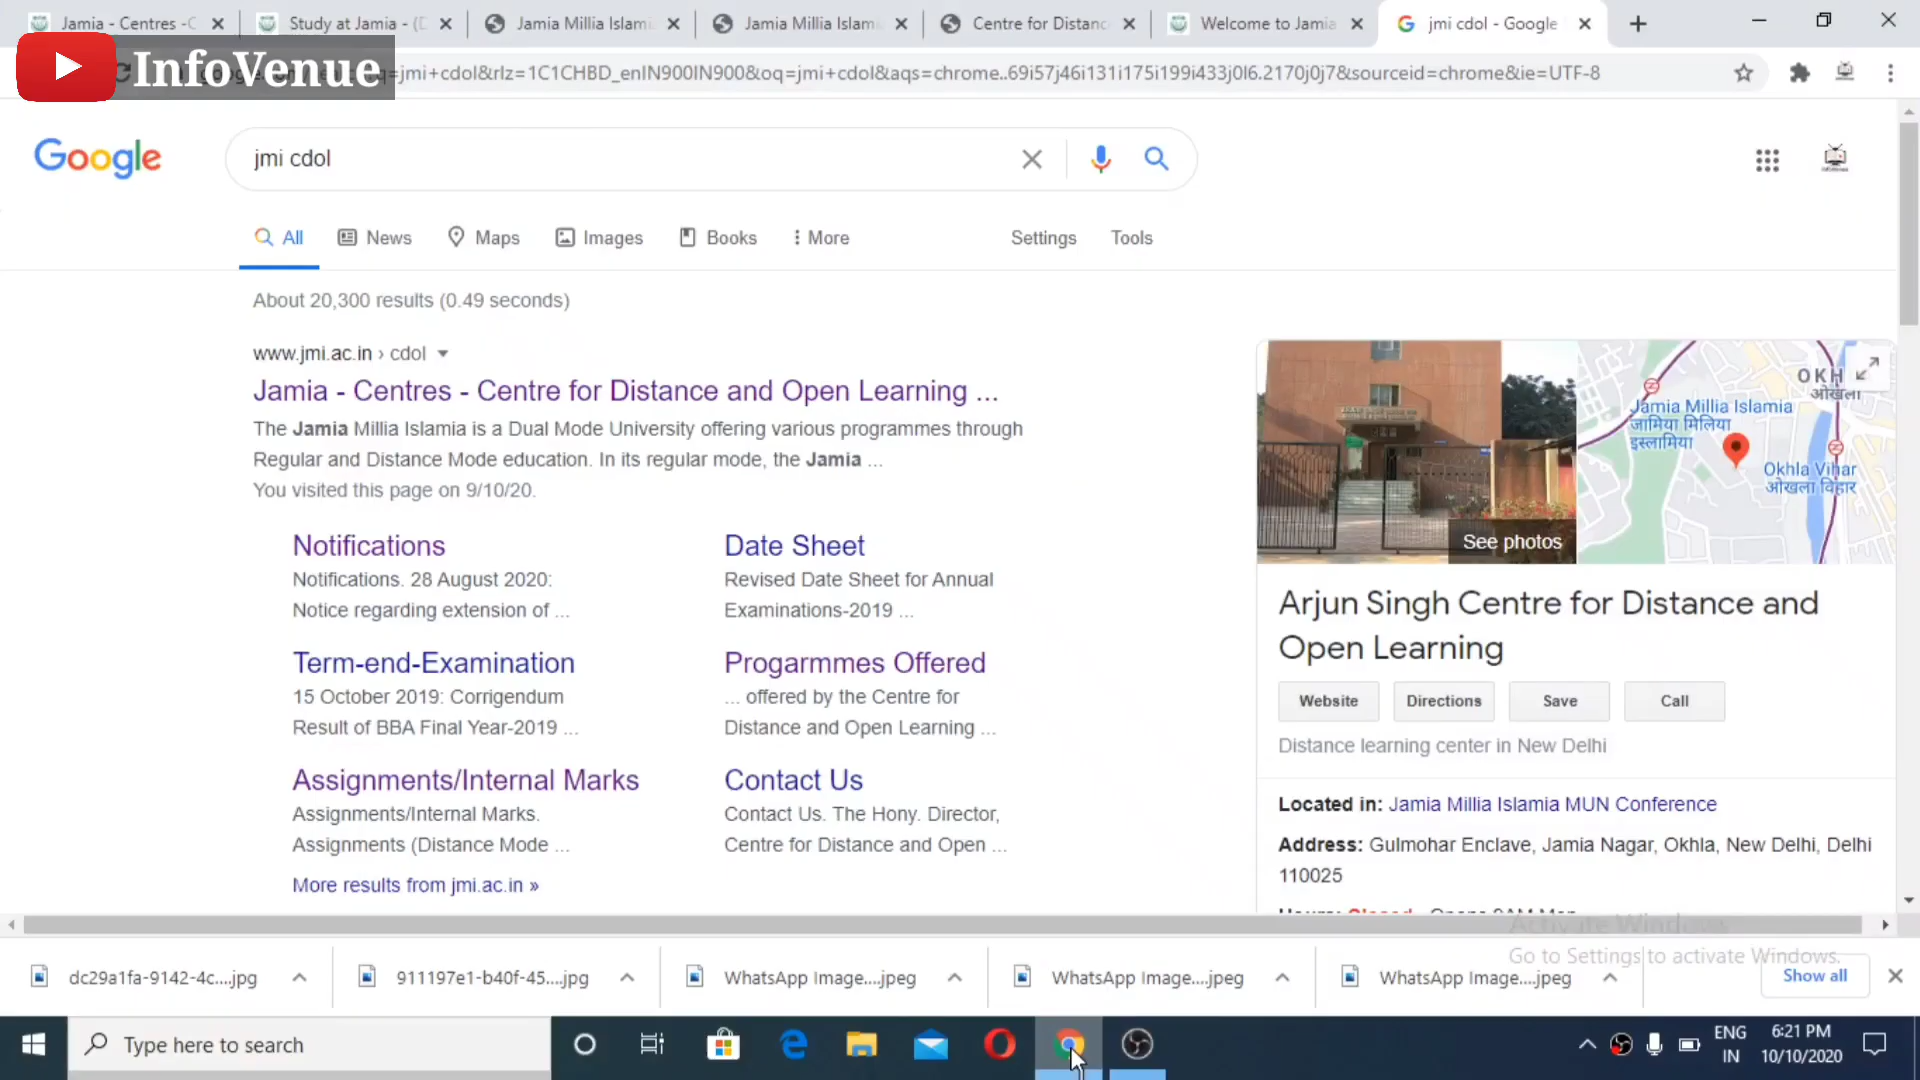 Jamia - Centres -C
Study at Jamia - (D
Jamia Millia Islami
Jamia Millia Islami
Centre for Distanc
Welcome to Jamia
jmi cdol - Google
InfoVenue
=jmi+cdol&rlz=1C1CHBD_enIN900IN900&oq=jmi+cdol&aqs=chrome..69i57j46i131i175i199i433j0l6.2170j0j7&sourceid=chrome&ie=UTF-8
Google
jmi cdol
All
News
Maps
Images
Books
More
Settings
Tools
About 20,300 results (0.49 seconds)
www.jmi.ac.in › cdol
Jamia - Centres - Centre for Distance and Open Learning ...
The Jamia Millia Islamia is a Dual Mode University offering various programmes through
Regular and Distance Mode education. In its regular mode, the Jamia ...
You visited this page on 9/10/20.
Notifications
Notifications. 28 August 2020:
Notice regarding extension of ...
Date Sheet
Revised Date Sheet for Annual
Examinations-2019 ...
Term-end-Examination
15 October 2019: Corrigendum
Result of BBA Final Year-2019 ...
Progarmmes Offered
... offered by the Centre for
Distance and Open Learning ...
Assignments/Internal Marks
Assignments/Internal Marks.
Assignments (Distance Mode ...
Contact Us
Contact Us. The Hony. Director,
Centre for Distance and Open ...
More results from jmi.ac.in »
See photos
OKH
ओखला
Jamia Millia Islamia
जामिया मिलिया
इस्लामिया
Okhla Vihar
ओखला विहार
Arjun Singh Centre for Distance and
Open Learning
Website
Directions
Save
Call
Distance learning center in New Delhi
Located in: Jamia Millia Islamia MUN Conference
Address: Gulmohar Enclave, Jamia Nagar, Okhla, New Delhi, Delhi
110025
Activate Windows
Go to Settings to activate Windows.
dc29a1fa-9142-4c....jpg
911197e1-b40f-45....jpg
WhatsApp Image....jpeg
WhatsApp Image....jpeg
WhatsApp Image....jpeg
Show all
Type here to search
ENG
IN
6:21 PM
10/10/2020